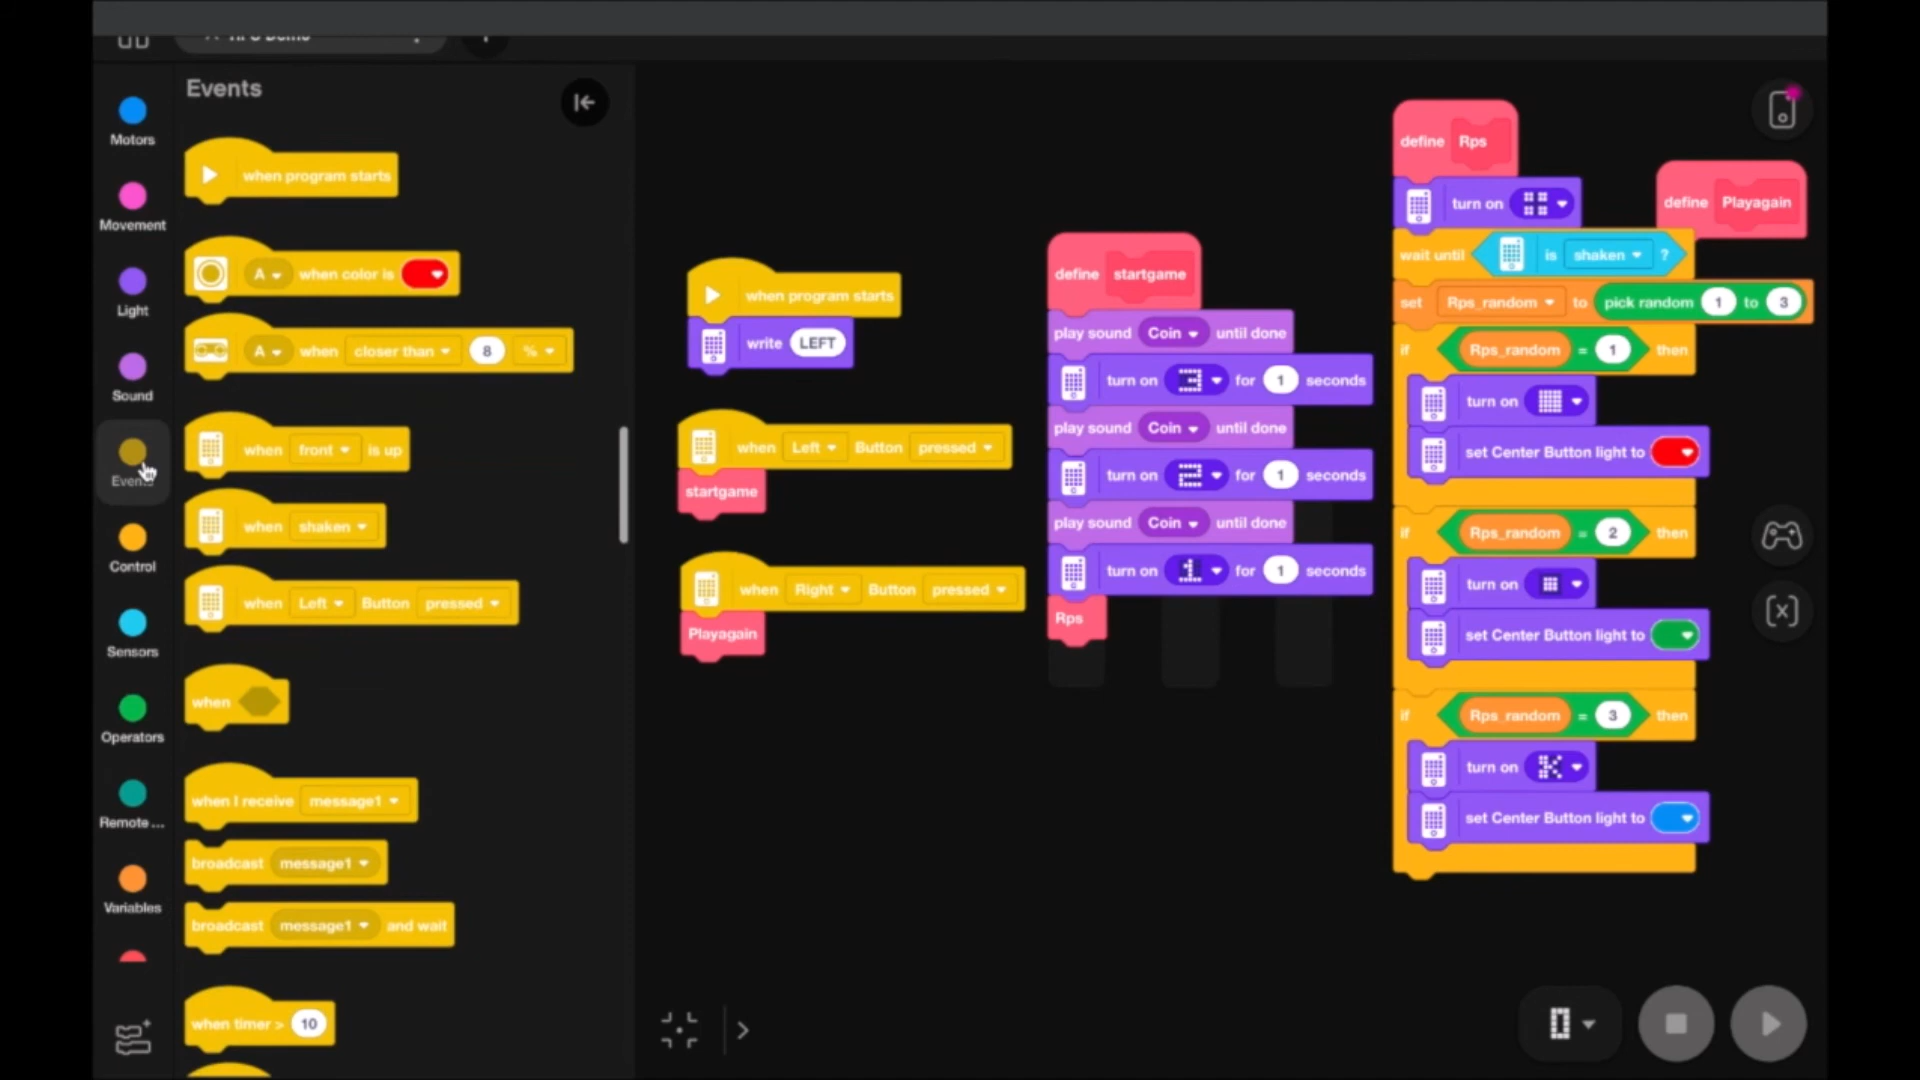 Events
Motors
Movement
Light
Sound
Events
Control
Sensors
Operators
Remote ...
Variables
when program starts
A when color is
A when closer than 8 %
when front is up
when shaken
when Left Button pressed
when
when I receive message1
broadcast message1
broadcast message1 and wait
when timer > 10
when program starts
write LEFT
when Left Button pressed
startgame
when Right Button pressed
Playagain
define startgame
play sound Coin until done
turn on for 1 seconds
play sound Coin until done
turn on for 1 seconds
play sound Coin until done
turn on for 1 seconds
Rps
define Rps
turn on
wait until is shaken ?
set Rps_random to pick random 1 to 3
if Rps_random = 1 then
turn on
set Center Button light to
if Rps_random = 2 then
turn on
set Center Button light to
if Rps_random = 3 then
turn on
set Center Button light to
define Playagain